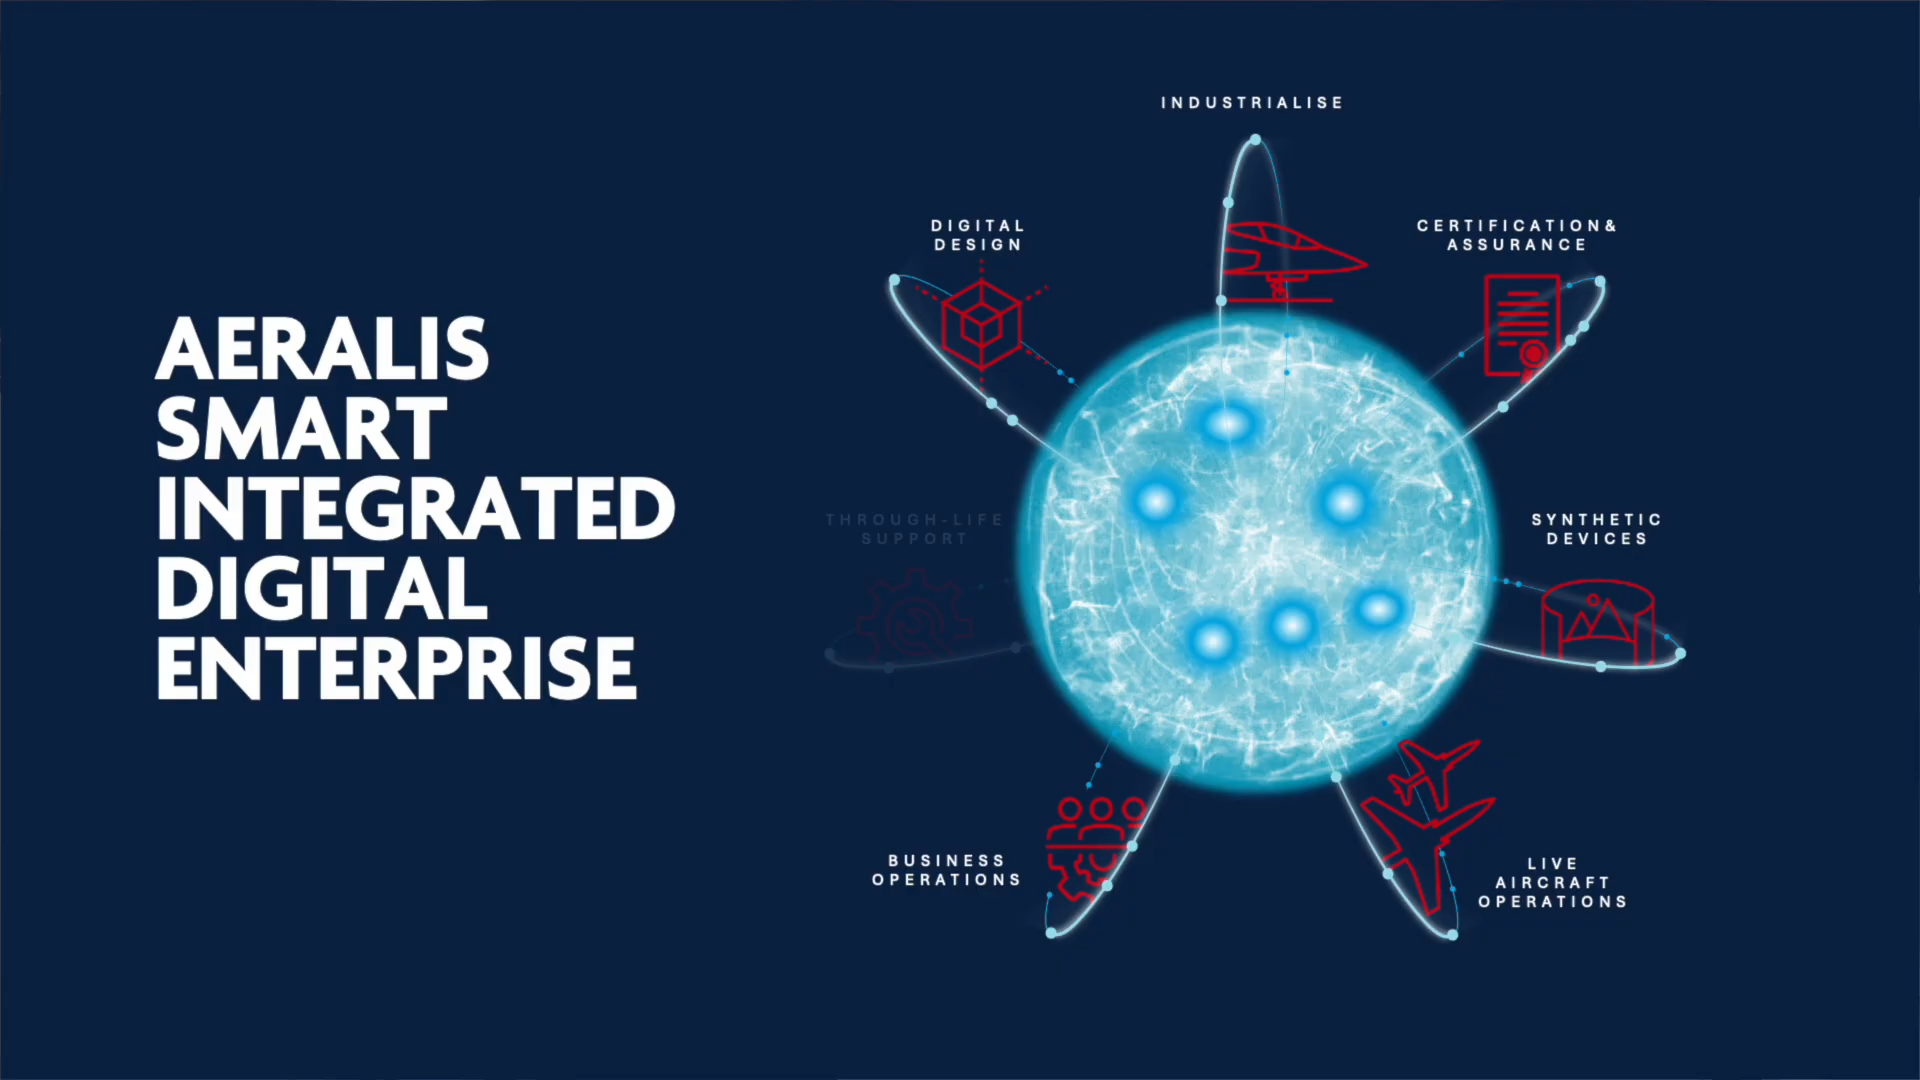 AERALIS
SMART
INTEGRATED
DIGITAL
ENTERPRISE
INDUSTRIALISE
DIGITAL
DESIGN
CERTIFICATION&
ASSURANCE
THROUGH-LIFE
SUPPORT
SYNTHETIC
DEVICES
BUSINESS
OPERATIONS
LIVE
AIRCRAFT
OPERATIONS